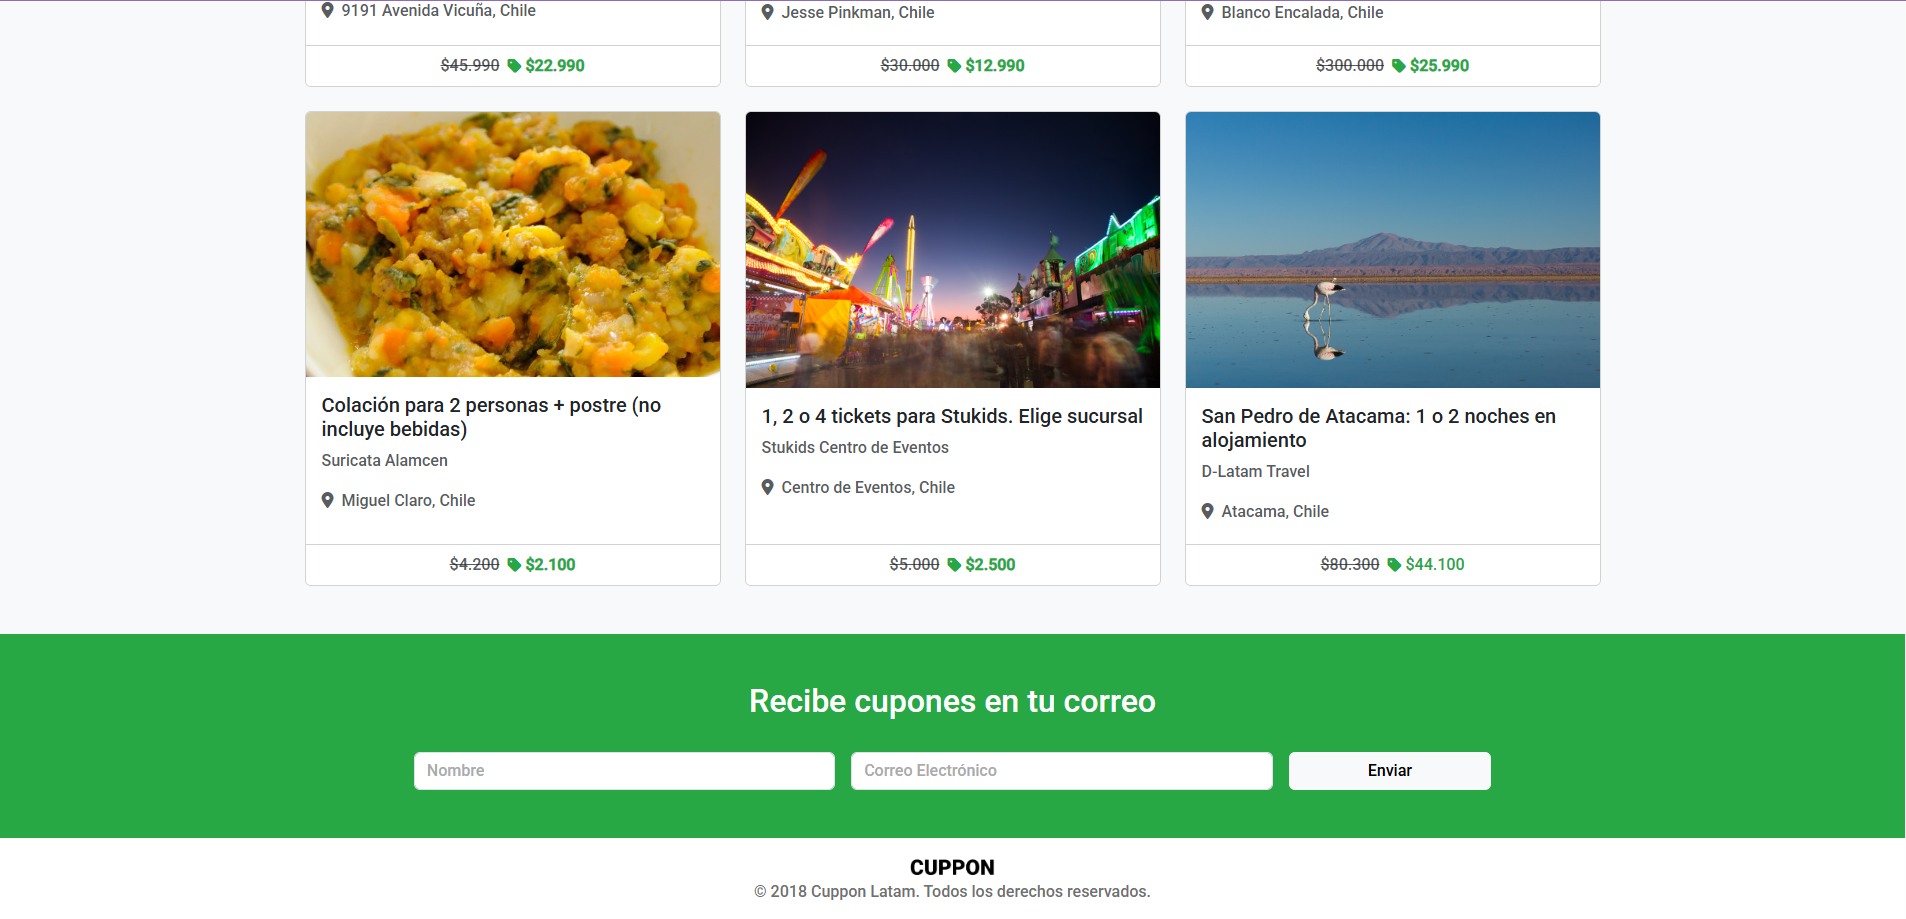 9191 Avenida Vicuña, Chile
Jesse Pinkman, Chile
Blanco Encalada, Chile
$45.990 $22.990
$30.000 $12.990
$300.000 $25.990
Colación para 2 personas + postre (no
incluye bebidas)
Suricata Alamcen
Miguel Claro, Chile
$4.200 $2.100
1, 2 o 4 tickets para Stukids. Elige sucursal
Stukids Centro de Eventos
Centro de Eventos, Chile
$5.000 $2.500
San Pedro de Atacama: 1 o 2 noches en
alojamiento
D-Latam Travel
Atacama, Chile
$80.300 $44.100
Recibe cupones en tu correo
Nombre
Correo Electrónico
Enviar
CUPPON
© 2018 Cuppon Latam. Todos los derechos reservados.